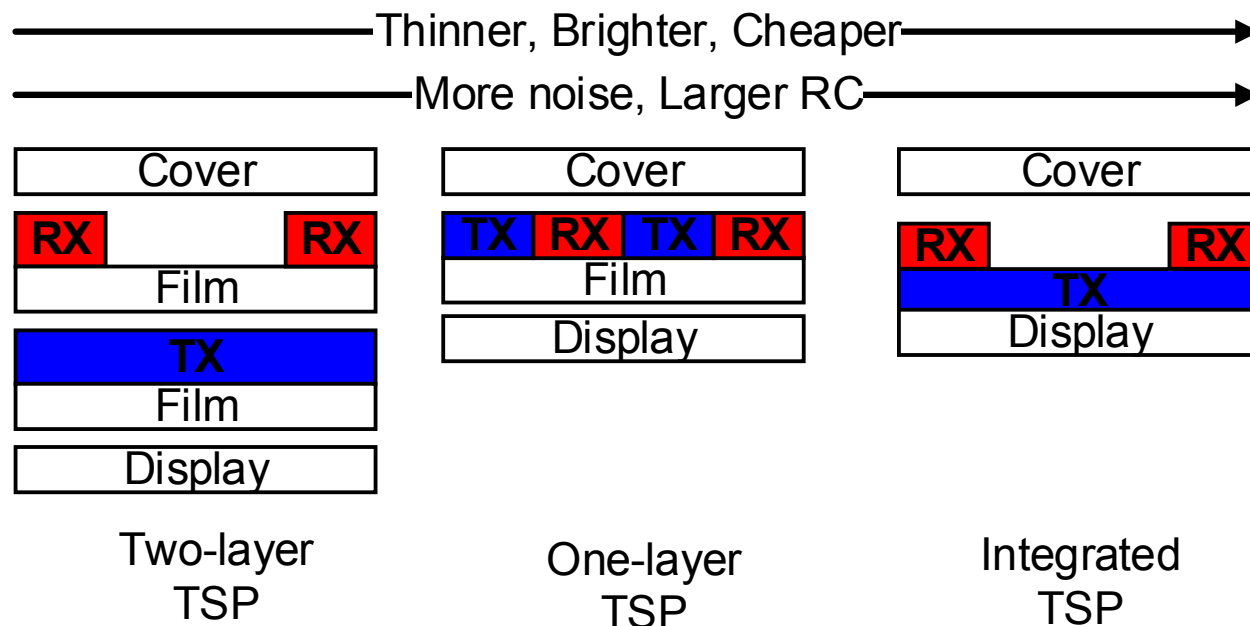 Thinner, Brighter, Cheaper
More noise, Larger RC
Cover
RX RX
Film
TX
Film
Display
Two-layer
TSP
Cover
TX RX TX RX
Film
Display
One-layer
TSP
Cover
RX RX
TX
Display
Integrated
TSP